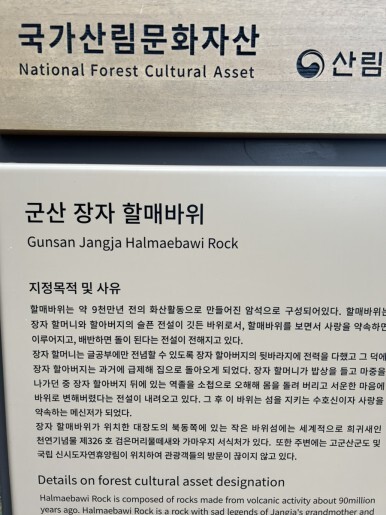 국가산림문화자산
National Forest Cultural Asset
산림
군산 장자 할매바위
Gunsan Jangja Halmaebawi Rock
지정목적 및 사유
할매바위는 약 9천만년 전의 화산활동으로 만들어진 암석으로 구성되어있다. 할매바위는
장자 할머니와 할아버지의 슬픈 전설이 깃든 바위로서, 할매바위를 보면서 사랑을 약속하면
이루어지고, 배반하면 돌이 된다는 전설이 전해지고 있다.
장자 할머니는 글공부에만 전념할 수 있도록 장자 할아버지의 뒷바라지에 전력을 다했고 그 덕에
장자 할아버지는 과거에 급제해 집으로 돌아오게 되었다. 장자 할머니가 밥상을 들고 마중을
나가던 중 장자 할아버지 뒤에 있는 역졸을 소첩으로 오해해 몸을 돌려 버리고 서운한 마음에
바위로 변해버렸다는 전설이 내려오고 있다. 그 후 이 바위는 섬을 지키는 수호신이자 사랑을
약속하는 메신저가 되었다.
장자 할매바위가 위치한 대장도의 북동쪽에 있는 작은 바위섬에는 세계적으로 희귀새인
천연기념물 제326 호 검은머리물떼새와 가마우지 서식처가 있다. 또한 주변에는 고군산군도 및
국립 신시도자연휴양림이 위치하여 관광객들의 방문이 끊이지 않고 있다.
Details on forest cultural asset designation
Halmaebawi Rock is composed of rocks made from volcanic activity about 90million
years ago. Halmaebawi Rock is a rock with sad legends of Jangja's grandmother and